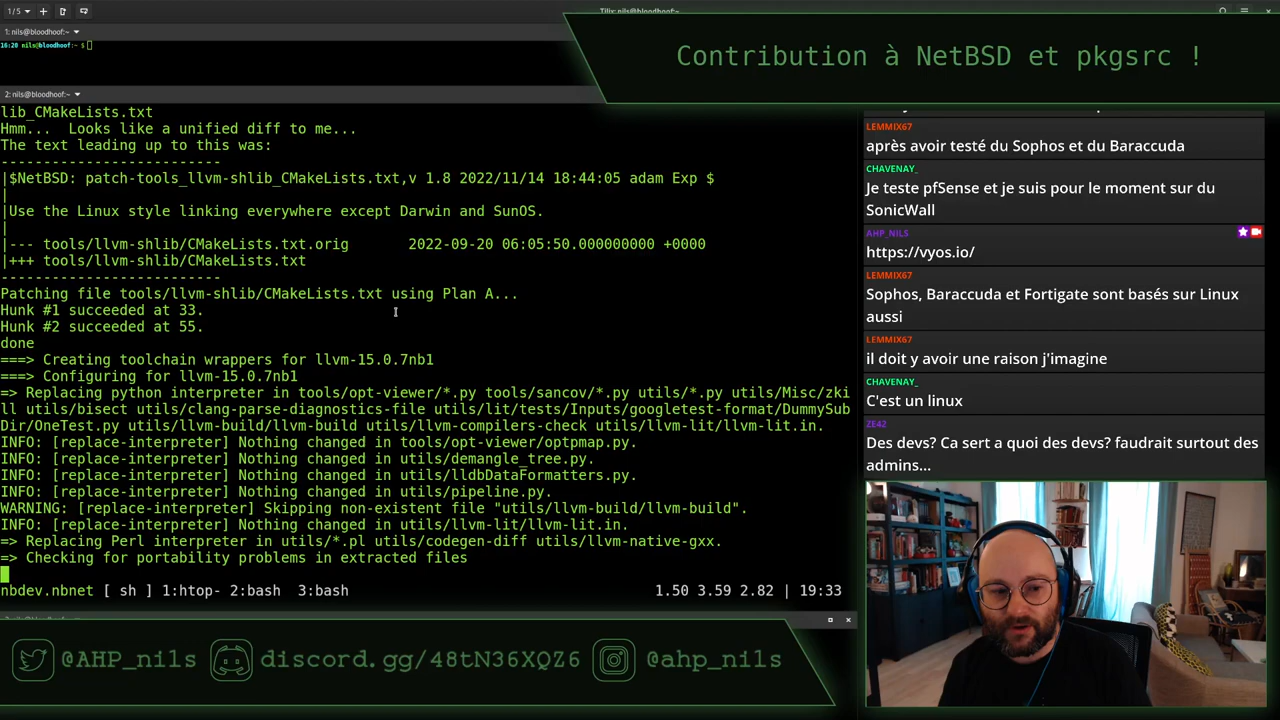 1/5
Tilix: nils@bloodhoof:~
1: nils@bloodhoof:~
16:20 nils@bloodhoof:~ $
Contribution à NetBSD et pkgsrc !
2: nils@bloodhoof:~
lib_CMakeLists.txt
Hmm...  Looks like a unified diff to me...
The text leading up to this was:
--------------------------
|$NetBSD: patch-tools_llvm-shlib_CMakeLists.txt,v 1.8 2022/11/14 18:44:05 adam Exp $
|
|Use the Linux style linking everywhere except Darwin and SunOS.
|
|--- tools/llvm-shlib/CMakeLists.txt.orig       2022-09-20 06:05:50.000000000 +0000
|+++ tools/llvm-shlib/CMakeLists.txt
--------------------------
Patching file tools/llvm-shlib/CMakeLists.txt using Plan A...
Hunk #1 succeeded at 33.
Hunk #2 succeeded at 55.
done
===> Creating toolchain wrappers for llvm-15.0.7nb1
===> Configuring for llvm-15.0.7nb1
=> Replacing python interpreter in tools/opt-viewer/*.py tools/sancov/*.py utils/*.py utils/Misc/zki
ll utils/bisect utils/clang-parse-diagnostics-file utils/lit/tests/Inputs/googletest-format/DummySub
Dir/OneTest.py utils/llvm-build/llvm-build utils/llvm-compilers-check utils/llvm-lit/llvm-lit.in.
INFO: [replace-interpreter] Nothing changed in tools/opt-viewer/optpmap.py.
INFO: [replace-interpreter] Nothing changed in utils/demangle_tree.py.
INFO: [replace-interpreter] Nothing changed in utils/lldbDataFormatters.py.
INFO: [replace-interpreter] Nothing changed in utils/pipeline.py.
WARNING: [replace-interpreter] Skipping non-existent file "utils/llvm-build/llvm-build".
INFO: [replace-interpreter] Nothing changed in utils/llvm-lit/llvm-lit.in.
=> Replacing Perl interpreter in utils/*.pl utils/codegen-diff utils/llvm-native-gxx.
=> Checking for portability problems in extracted files
nbdev.nbnet [ sh ] 1:htop- 2:bash  3:bash 1.50 3.59 2.82 | 19:33
LEMMIX67
après avoir testé du Sophos et du Baraccuda
CHAVENAY_
Je teste pfSense et je suis pour le moment sur du
SonicWall
AHP_NILS
https://vyos.io/
LEMMIX67
Sophos, Baraccuda et Fortigate sont basés sur Linux
aussi
LEMMIX67
il doit y avoir une raison j'imagine
CHAVENAY_
C'est un linux
ZE42
Des devs? Ca sert a quoi des devs? faudrait surtout des
admins...
@AHP_nils discord.gg/48tN36XQZ6 @ahp_nils